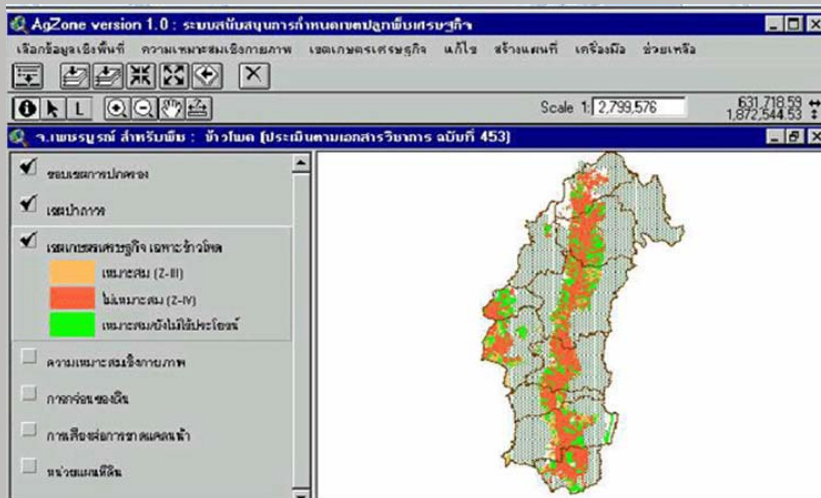 AgZone version 1.0 : ระบบสนับสนุนการกำหนดเขตปลูกพืชเศรษฐกิจ
เลือกข้อมูลเชิงพื้นที่ ความเหมาะสมเชิงกายภาพ เขตเกษตรเศรษฐกิจ แก้ไข สร้างแผนที่ เครื่องมือ ช่วยเหลือ
L
Scale 1: 2,799,576
631,718.59
1,872,544.53
จ.เพชรบูรณ์ สำหรับพืช : ข้าวโพด (ประเมินตามเอกสารวิชาการ ฉบับที่ 453)
ขอบเขตการปกครอง
เขตป่าถาวร
เขตเกษตรเศรษฐกิจ เฉพาะข้าวโพด
เหมาะสม (Z-III)
ไม่เหมาะสม (Z-IV)
เหมาะสม/ยังไม่ใช้ประโยชน์
ความเหมาะสมเชิงกายภาพ
การกร่อนของดิน
การเสี่ยงต่อการขาดแคลนน้ำ
หน่วยแผนที่ดิน